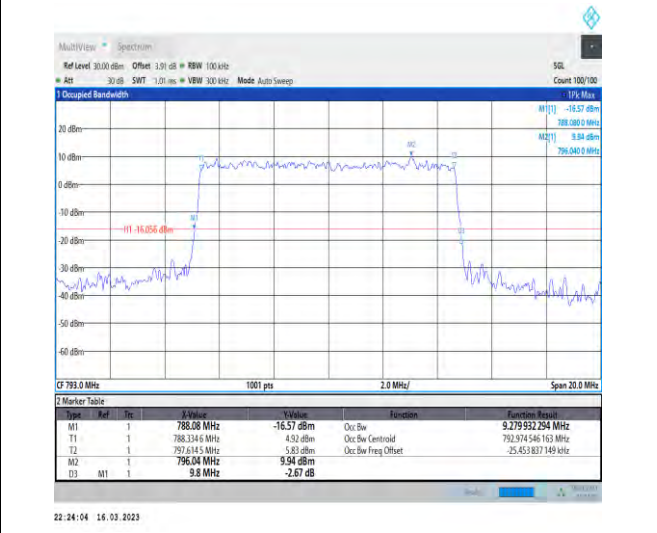 MultiView Spectrum
Ref Level 30.00 dBm Offset 3.91 dB RBW 100 kHz SGL
Att 30 dB SWT 1.01 ms VBW 300 kHz Mode Auto Sweep Count 100/100
1 Occupied Bandwidth 1Pk Max
M1[1] -16.57 dBm
788.080 0 MHz
M2[1] 9.94 dBm
796.040 0 MHz
20 dBm
M2
10 dBm
0 dBm
-10 dBm
M1
H1 -16.056 dBm
-20 dBm
-30 dBm
-40 dBm
-50 dBm
-60 dBm
CF 793.0 MHz 1001 pts 2.0 MHz/ Span 20.0 MHz
2 Marker Table
Type Ref Trc X-Value Y-Value Function Function Result
M1 1 788.08 MHz -16.57 dBm Occ Bw 9.279 932 294 MHz
T1 1 788.334 6 MHz 4.92 dBm Occ Bw Centroid 792.974 546 163 MHz
T2 1 797.614 5 MHz 5.83 dBm Occ Bw Freq Offset -25.453 837 149 kHz
M2 1 796.04 MHz 9.94 dBm
D3 M1 1 9.8 MHz -2.67 dB
22:24:04 16.03.2023